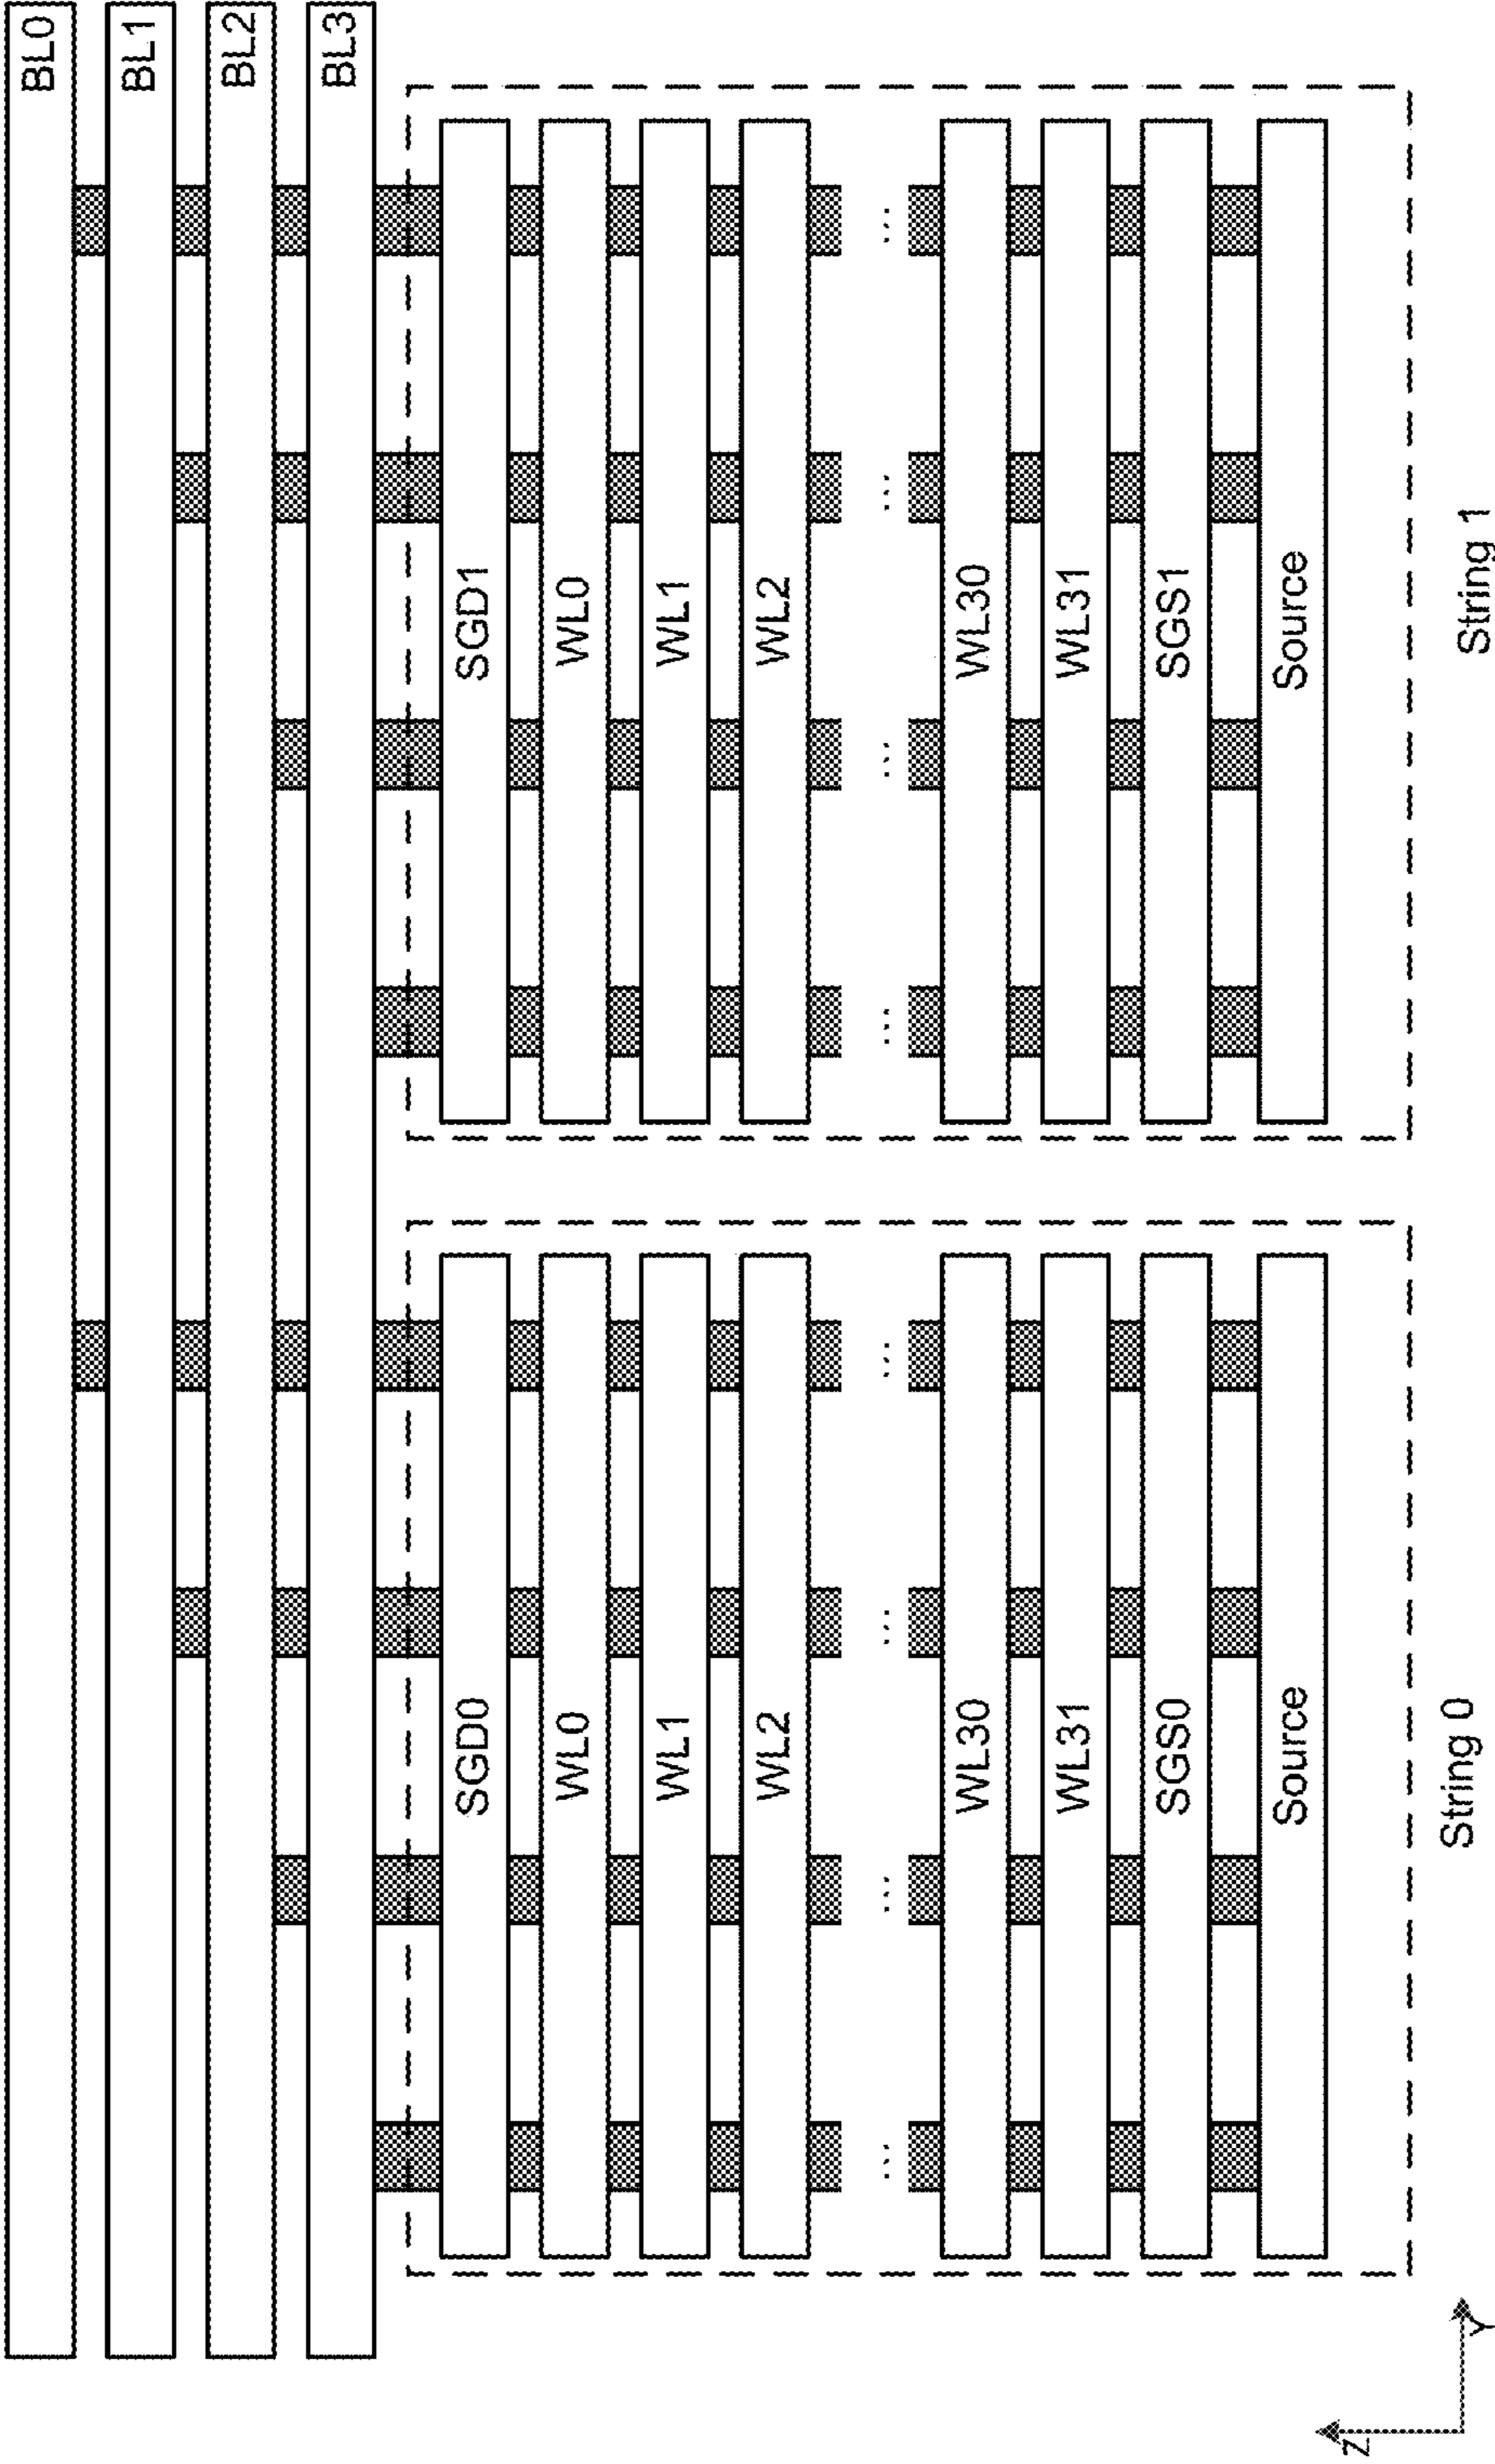 BL0
BL1
BL2
BL3
SGD0
WL0
WL1
WL2
...
...
...
...
WL30
WL31
SGS0
Source
String 0
SGD1
WL0
WL1
WL2
...
...
...
...
WL30
WL31
SGS1
Source
String 1
Z
Y